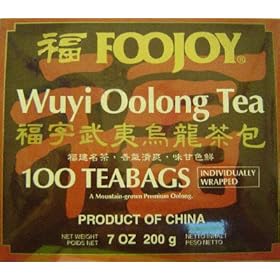 福 FOOJOY®
Wuyi Oolong Tea
福字武夷烏龍茶包
福建名茶，香氣清爽，味甘色鮮
100 TEABAGS INDIVIDUALLY WRAPPED
A Mountain-grown Premium Oolong.
PRODUCT OF CHINA
NET WEIGHT
POIDS NET
7 OZ 200 g
NETTO INHALT
PESO NETTO